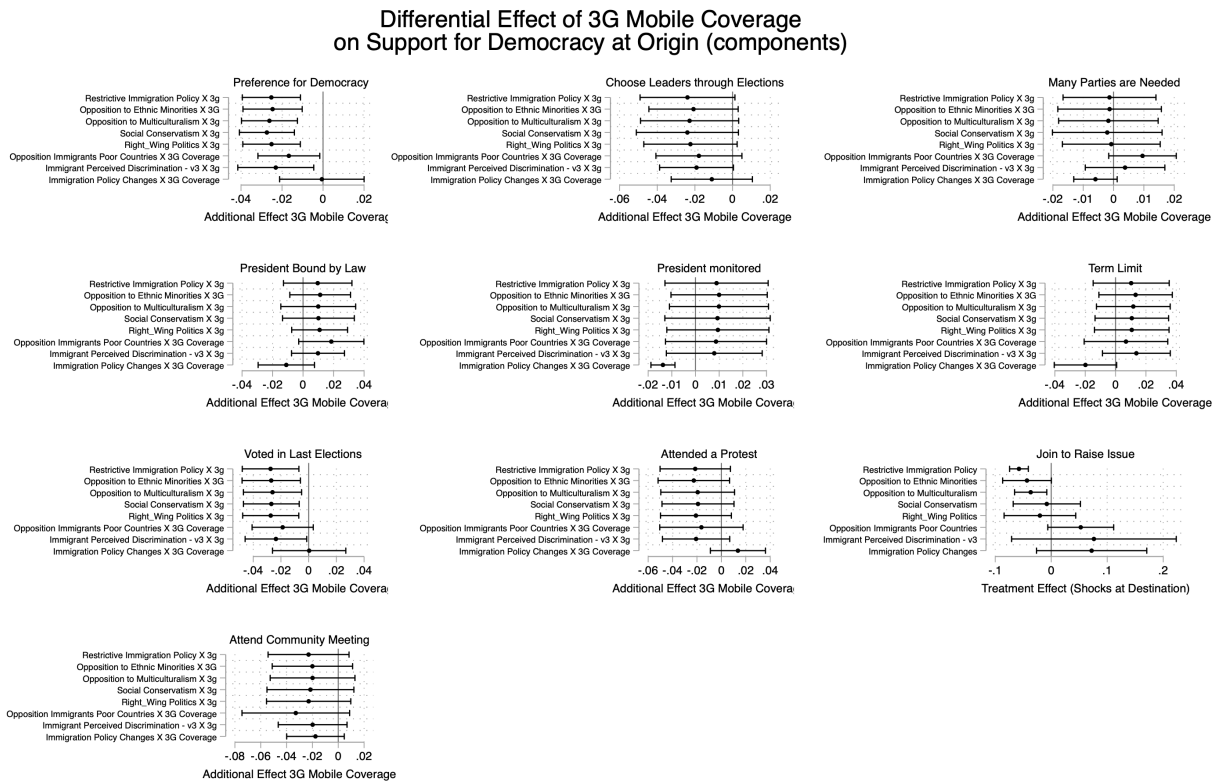 Differential Effect of 3G Mobile Coverage
on Support for Democracy at Origin (components)
Preference for Democracy
Restrictive Immigration Policy X 3g
Opposition to Ethnic Minorities X 3G
Opposition to Multiculturalism X 3g
Social Conservatism X 3g
Right_Wing Politics X 3g
Opposition Immigrants Poor Countries X 3G Coverage
Immigrant Perceived Discrimination - v3 X 3g
Immigration Policy Changes X 3G Coverage
-.04 -.02 0 .02
Additional Effect 3G Mobile Coverag
Choose Leaders through Elections
Restrictive Immigration Policy X 3g
Opposition to Ethnic Minorities X 3G
Opposition to Multiculturalism X 3g
Social Conservatism X 3g
Right_Wing Politics X 3g
Opposition Immigrants Poor Countries X 3G Coverage
Immigrant Perceived Discrimination - v3 X 3g
Immigration Policy Changes X 3G Coverage
-.06 -.04 -.02 0 .02
Additional Effect 3G Mobile Coverage
Many Parties are Needed
Restrictive Immigration Policy X 3g
Opposition to Ethnic Minorities X 3G
Opposition to Multiculturalism X 3g
Social Conservatism X 3g
Right_Wing Politics X 3g
Opposition Immigrants Poor Countries X 3G Coverage
Immigrant Perceived Discrimination - v3 X 3g
Immigration Policy Changes X 3G Coverage
-.02 -.01 0 .01 .02
Additional Effect 3G Mobile Coverage
President Bound by Law
Restrictive Immigration Policy X 3g
Opposition to Ethnic Minorities X 3G
Opposition to Multiculturalism X 3g
Social Conservatism X 3g
Right_Wing Politics X 3g
Opposition Immigrants Poor Countries X 3G Coverage
Immigrant Perceived Discrimination - v3 X 3g
Immigration Policy Changes X 3G Coverage
-.04 -.02 0 .02 .04
Additional Effect 3G Mobile Covera
President monitored
Restrictive Immigration Policy X 3g
Opposition to Ethnic Minorities X 3G
Opposition to Multiculturalism X 3g
Social Conservatism X 3g
Right_Wing Politics X 3g
Opposition Immigrants Poor Countries X 3G Coverage
Immigrant Perceived Discrimination - v3 X 3g
Immigration Policy Changes X 3G Coverage
-.02 -.01 0 .01 .02 .03
Additional Effect 3G Mobile Covera
Term Limit
Restrictive Immigration Policy X 3g
Opposition to Ethnic Minorities X 3G
Opposition to Multiculturalism X 3g
Social Conservatism X 3g
Right_Wing Politics X 3g
Opposition Immigrants Poor Countries X 3G Coverage
Immigrant Perceived Discrimination - v3 X 3g
Immigration Policy Changes X 3G Coverage
-.04 -.02 0 .02 .04
Additional Effect 3G Mobile Coverage
Voted in Last Elections
Restrictive Immigration Policy X 3g
Opposition to Ethnic Minorities X 3G
Opposition to Multiculturalism X 3g
Social Conservatism X 3g
Right_Wing Politics X 3g
Opposition Immigrants Poor Countries X 3G Coverage
Immigrant Perceived Discrimination - v3 X 3g
Immigration Policy Changes X 3G Coverage
-.04 -.02 0 .02 .04
Additional Effect 3G Mobile Covera
Attended a Protest
Restrictive Immigration Policy X 3g
Opposition to Ethnic Minorities X 3G
Opposition to Multiculturalism X 3g
Social Conservatism X 3g
Right_Wing Politics X 3g
Opposition Immigrants Poor Countries X 3G Coverage
Immigrant Perceived Discrimination - v3 X 3g
Immigration Policy Changes X 3G Coverage
-.06 -.04 -.02 0 .02 .04
Additional Effect 3G Mobile Covera
Join to Raise Issue
Restrictive Immigration Policy
Opposition to Ethnic Minorities
Opposition to Multiculturalism
Social Conservatism
Right_Wing Politics
Opposition Immigrants Poor Countries
Immigrant Perceived Discrimination - v3
Immigration Policy Changes
-.1 0 .1 .2
Treatment Effect (Shocks at Destination)
Attend Community Meeting
Restrictive Immigration Policy X 3g
Opposition to Ethnic Minorities X 3G
Opposition to Multiculturalism X 3g
Social Conservatism X 3g
Right_Wing Politics X 3g
Opposition Immigrants Poor Countries X 3G Coverage
Immigrant Perceived Discrimination - v3 X 3g
Immigration Policy Changes X 3G Coverage
-.08 -.06 -.04 -.02 0 .02
Additional Effect 3G Mobile Coverage